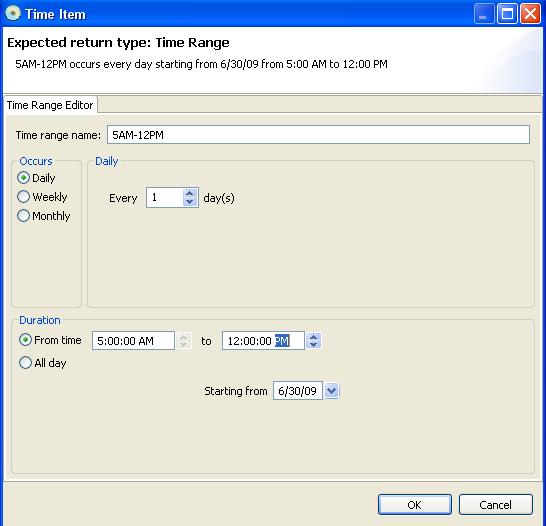 Time Item
Expected return type: Time Range
5AM-12PM occurs every day starting from 6/30/09 from 5:00 AM to 12:00 PM
Time Range Editor
Time range name: 5AM-12PM
Occurs
Daily
Weekly
Monthly
Daily
Every 1 day(s)
Duration
From time 5:00:00 AM to 12:00:00 PM
All day
Starting from 6/30/09
OK Cancel